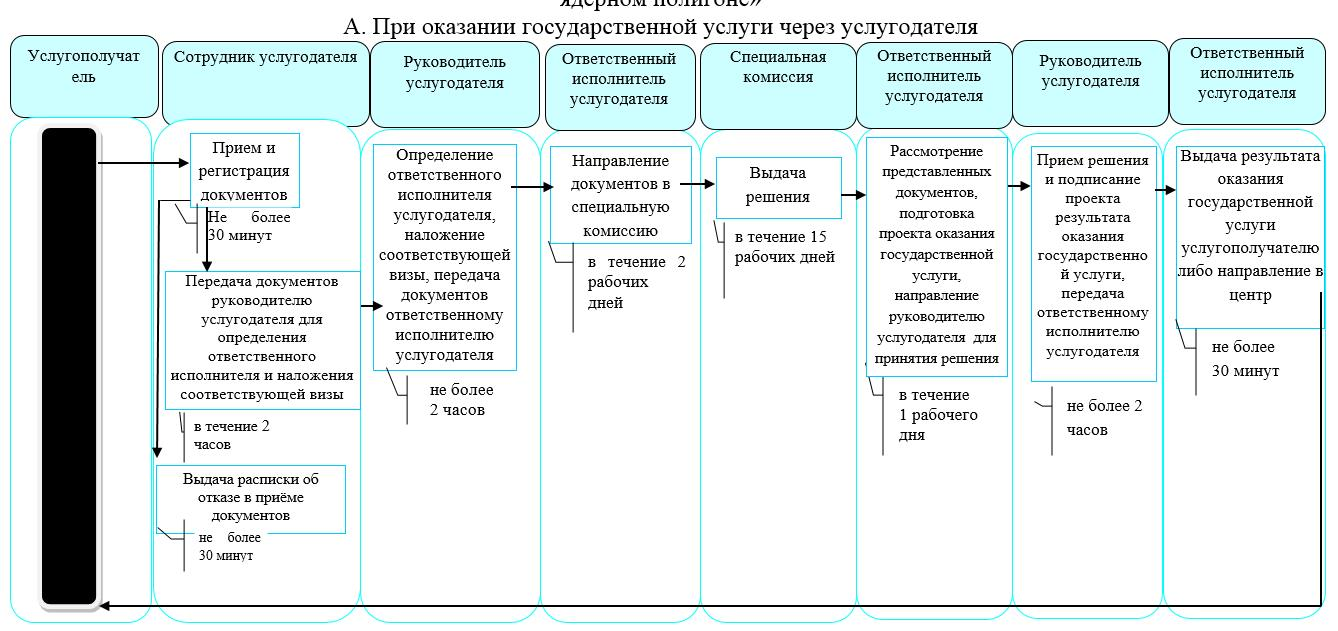 ядерном полигоне»
А. При оказании государственной услуги через услугодателя
Услугополучат
ель
Сотрудник услугодателя
Руководитель
услугодателя
Ответственный
исполнитель
услугодателя
Специальная
комиссия
Ответственный
исполнитель
услугодателя
Руководитель
услугодателя
Ответственный
исполнитель
услугодателя
Прием и
регистрация
документов
Не более
30 минут
Передача документов
руководителю
услугодателя для
определения
ответственного
исполнителя и наложения
соответствующей визы
в течение 2
часов
Выдача расписки об
отказе в приёме
документов
не более
30 минут
Определение
ответственного
исполнителя
услугодателя,
наложение
соответствующей
визы, передача
документов
ответственному
исполнителю
услугодателя
не более
2 часов
Направление
документов в
специальную
комиссию
в течение 2
рабочих
дней
Выдача
решения
в течение 15
рабочих дней
Рассмотрение
представленных
документов,
подготовка
проекта оказания
государственной
услуги,
направление
руководителю
услугодателя для
принятия решения
в течение
1 рабочего
дня
Прием решения
и подписание
проекта
результата
оказания
государственно
й услуги,
передача
ответственному
исполнителю
услугодателя
не более 2
часов
Выдача результата
оказания
государственной
услуги
услугополучателю
либо направление в
центр
не более
30 минут